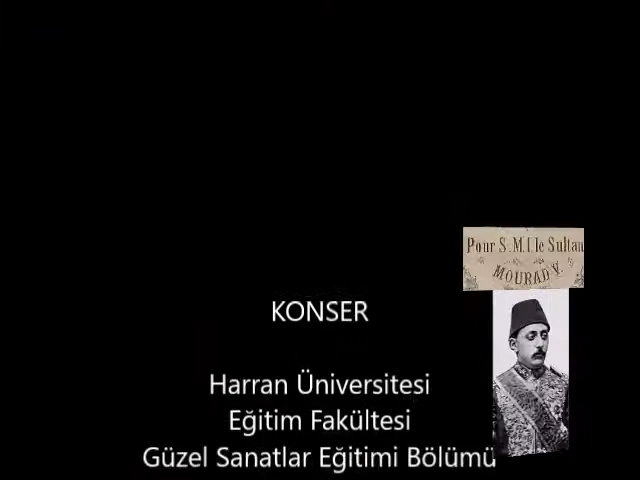 Pour S.M.I le Sultan
MOURAD V.
KONSER
Harran Üniversitesi
Eğitim Fakültesi
Güzel Sanatlar Eğitimi Bölümü